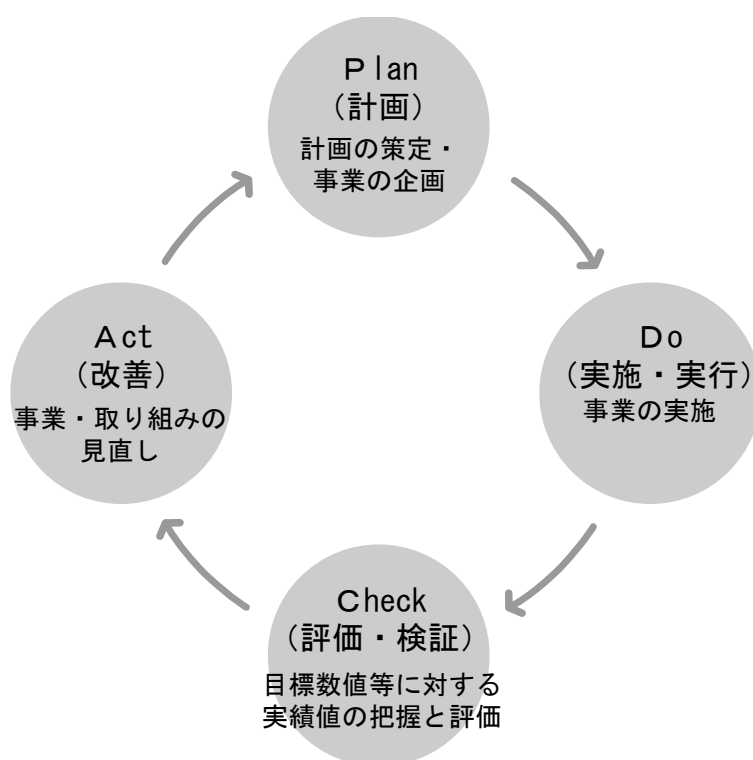 Plan
（計画）
計画の策定・
事業の企画
Do
（実施・実行）
事業の実施
Check
（評価・検証）
目標数値等に対する
実績値の把握と評価
Act
（改善）
事業・取り組みの
見直し